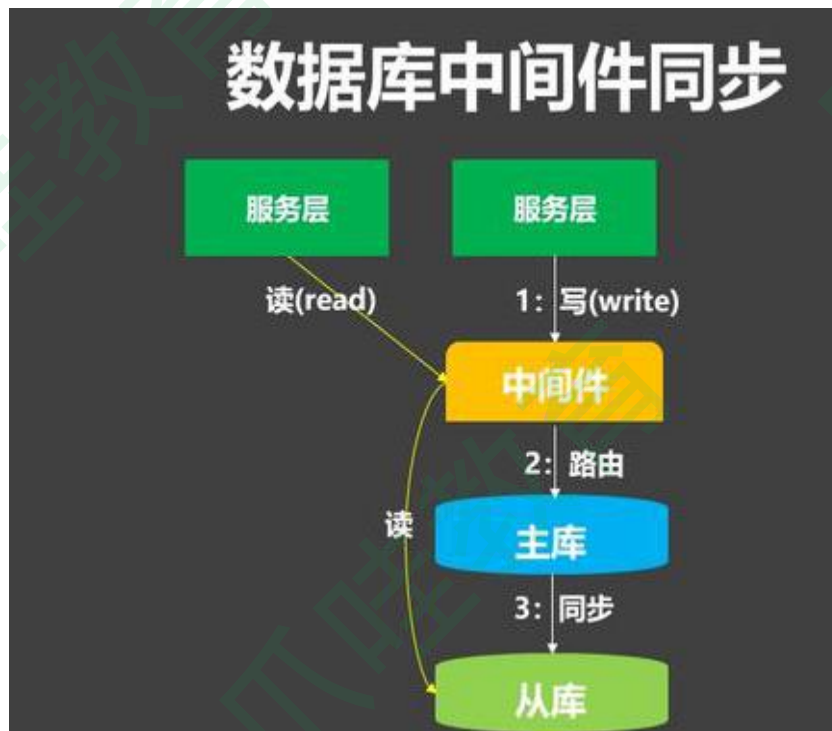 数据库中间件同步
服务层
服务层
读(read)
1：写(write)
中间件
2：路由
读
主库
3：同步
从库